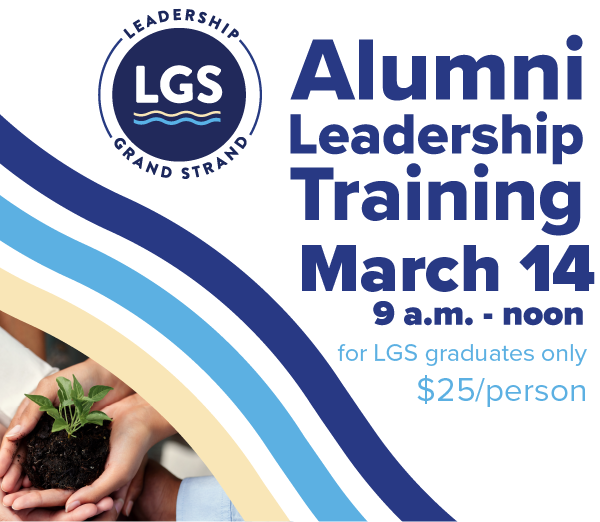 LEADERSHIP
LGS
GRAND STRAND
Alumni
Leadership
Training
March 14
9 a.m. - noon
for LGS graduates only
$25/person